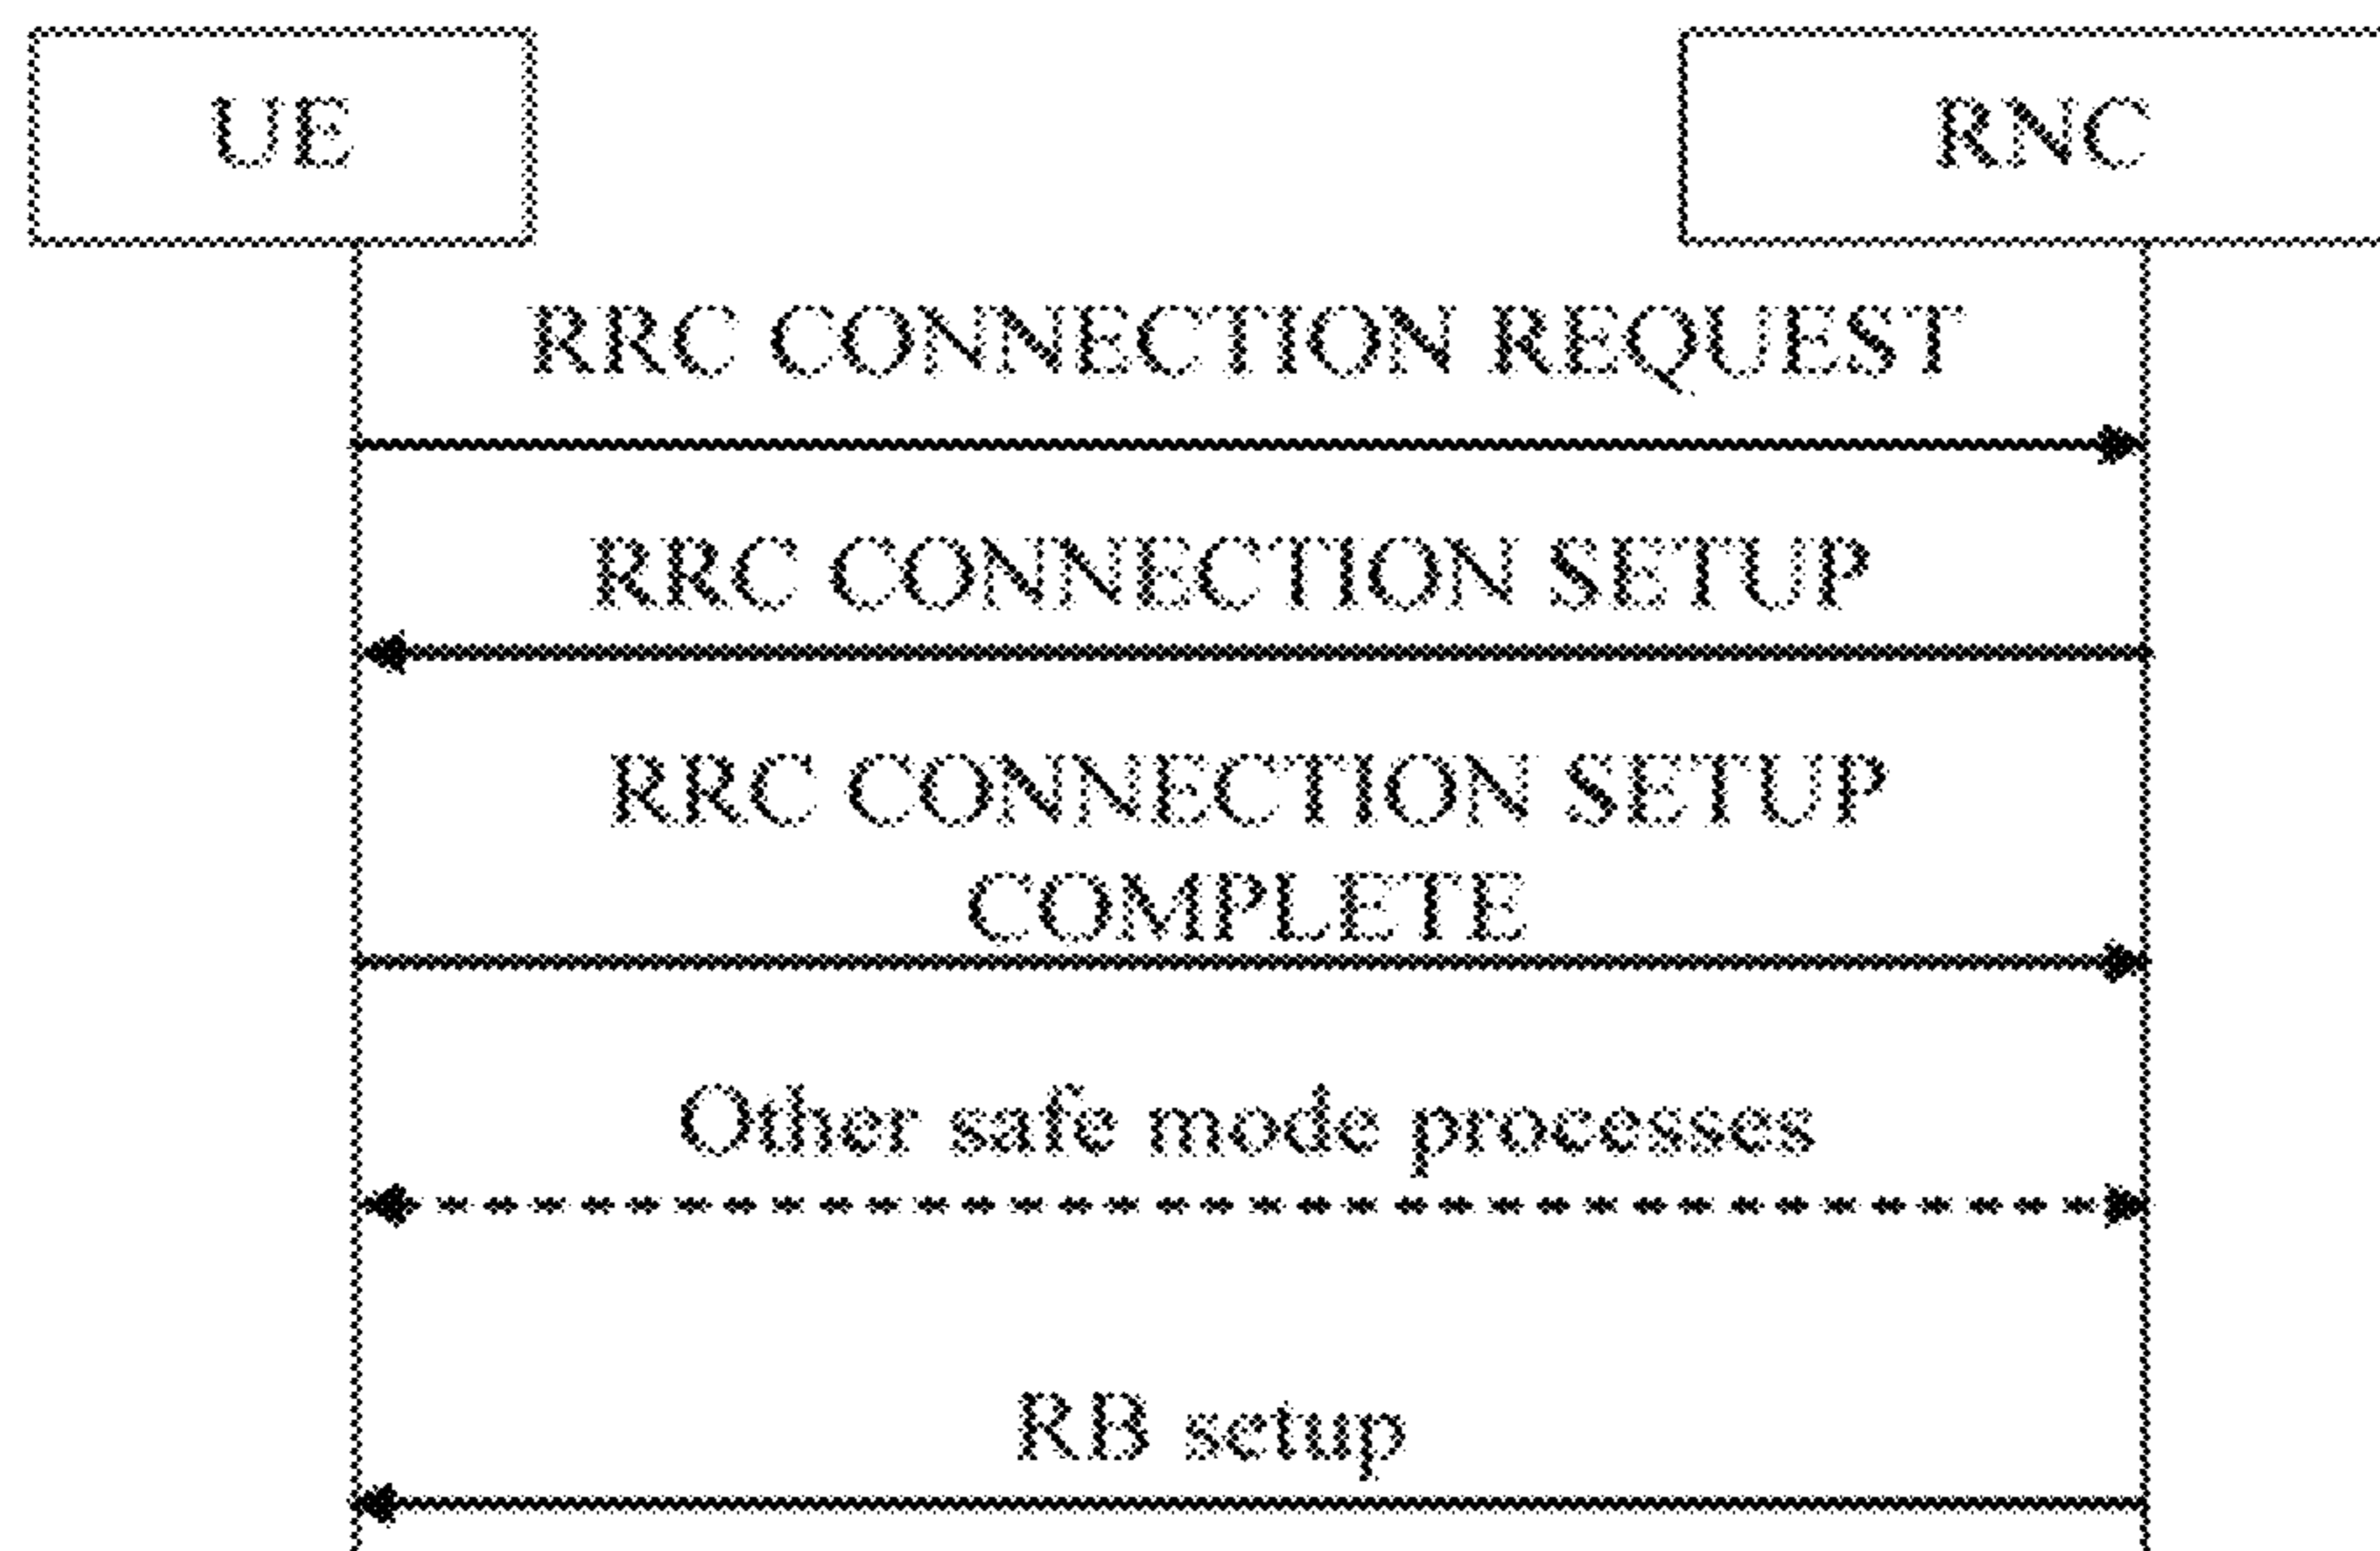 UE
RNC
RRC CONNECTION REQUEST
RRC CONNECTION SETUP
RRC CONNECTION SETUP
COMPLETE
Other safe mode processes
RB setup